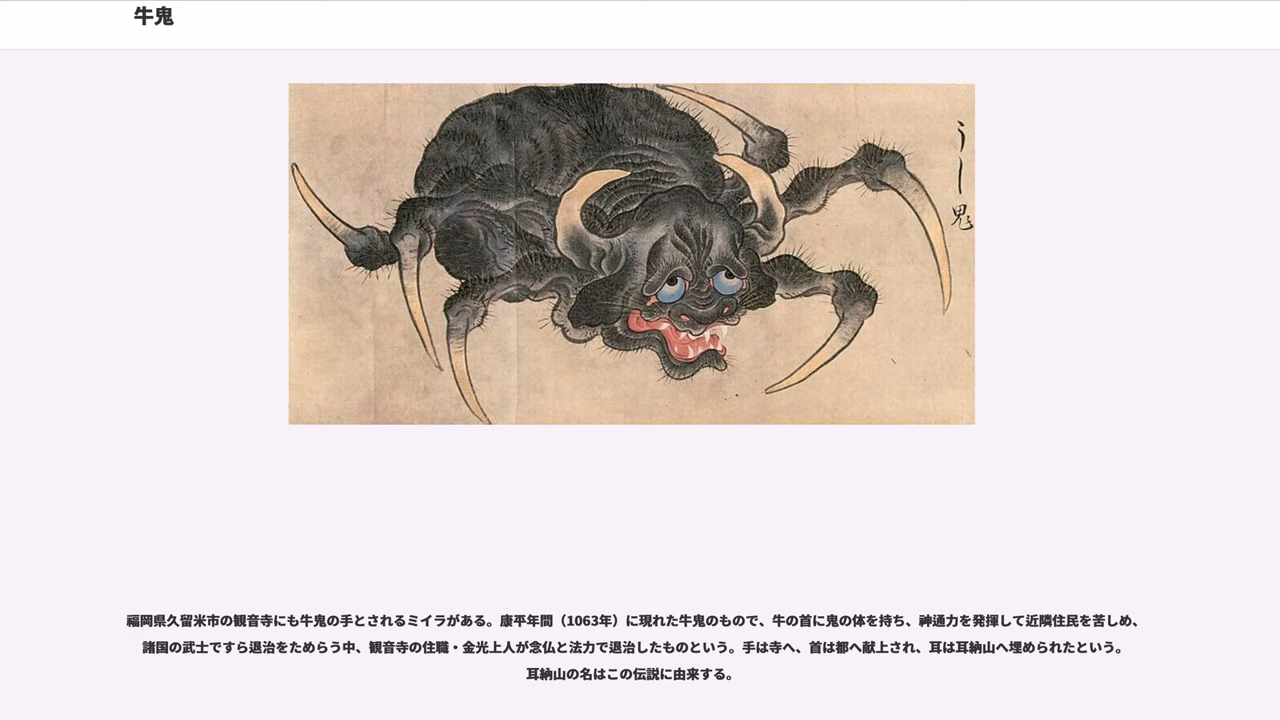 牛鬼
うし鬼
福岡県久留米市の観音寺にも牛鬼の手とされるミイラがある。康平年間（1063年）に現れた牛鬼のもので、牛の首に鬼の体を持ち、神通力を発揮して近隣住民を苦しめ、
諸国の武士ですら退治をためらう中、観音寺の住職・金光上人が念仏と法力で退治したものという。手は寺へ、首は都へ献上され、耳は耳納山へ埋められたという。
耳納山の名はこの伝説に由来する。